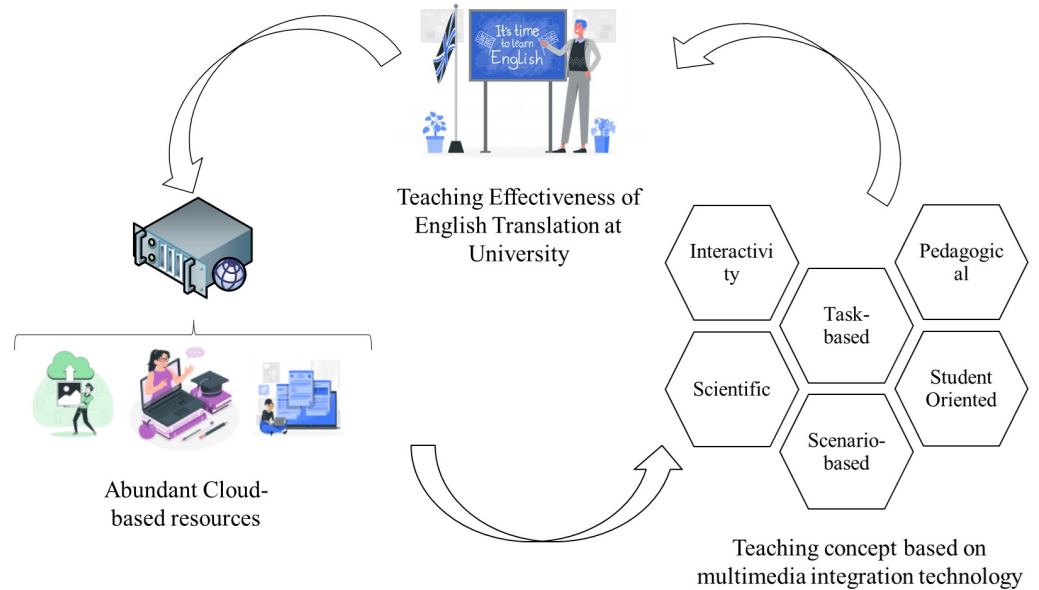 It's time
to learn
English
Teaching Effectiveness of
English Translation at
University
Interactivi
ty
Pedagogic
al
Task-
based
Scientific
Student
Oriented
Scenario-
based
Abundant Cloud-
based resources
Teaching concept based on
multimedia integration technology